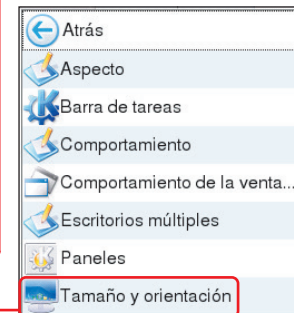 Atrás
Aspecto
Barra de tareas
Comportamiento
Comportamiento de la venta...
Escritorios múltiples
Paneles
Tamaño y orientación